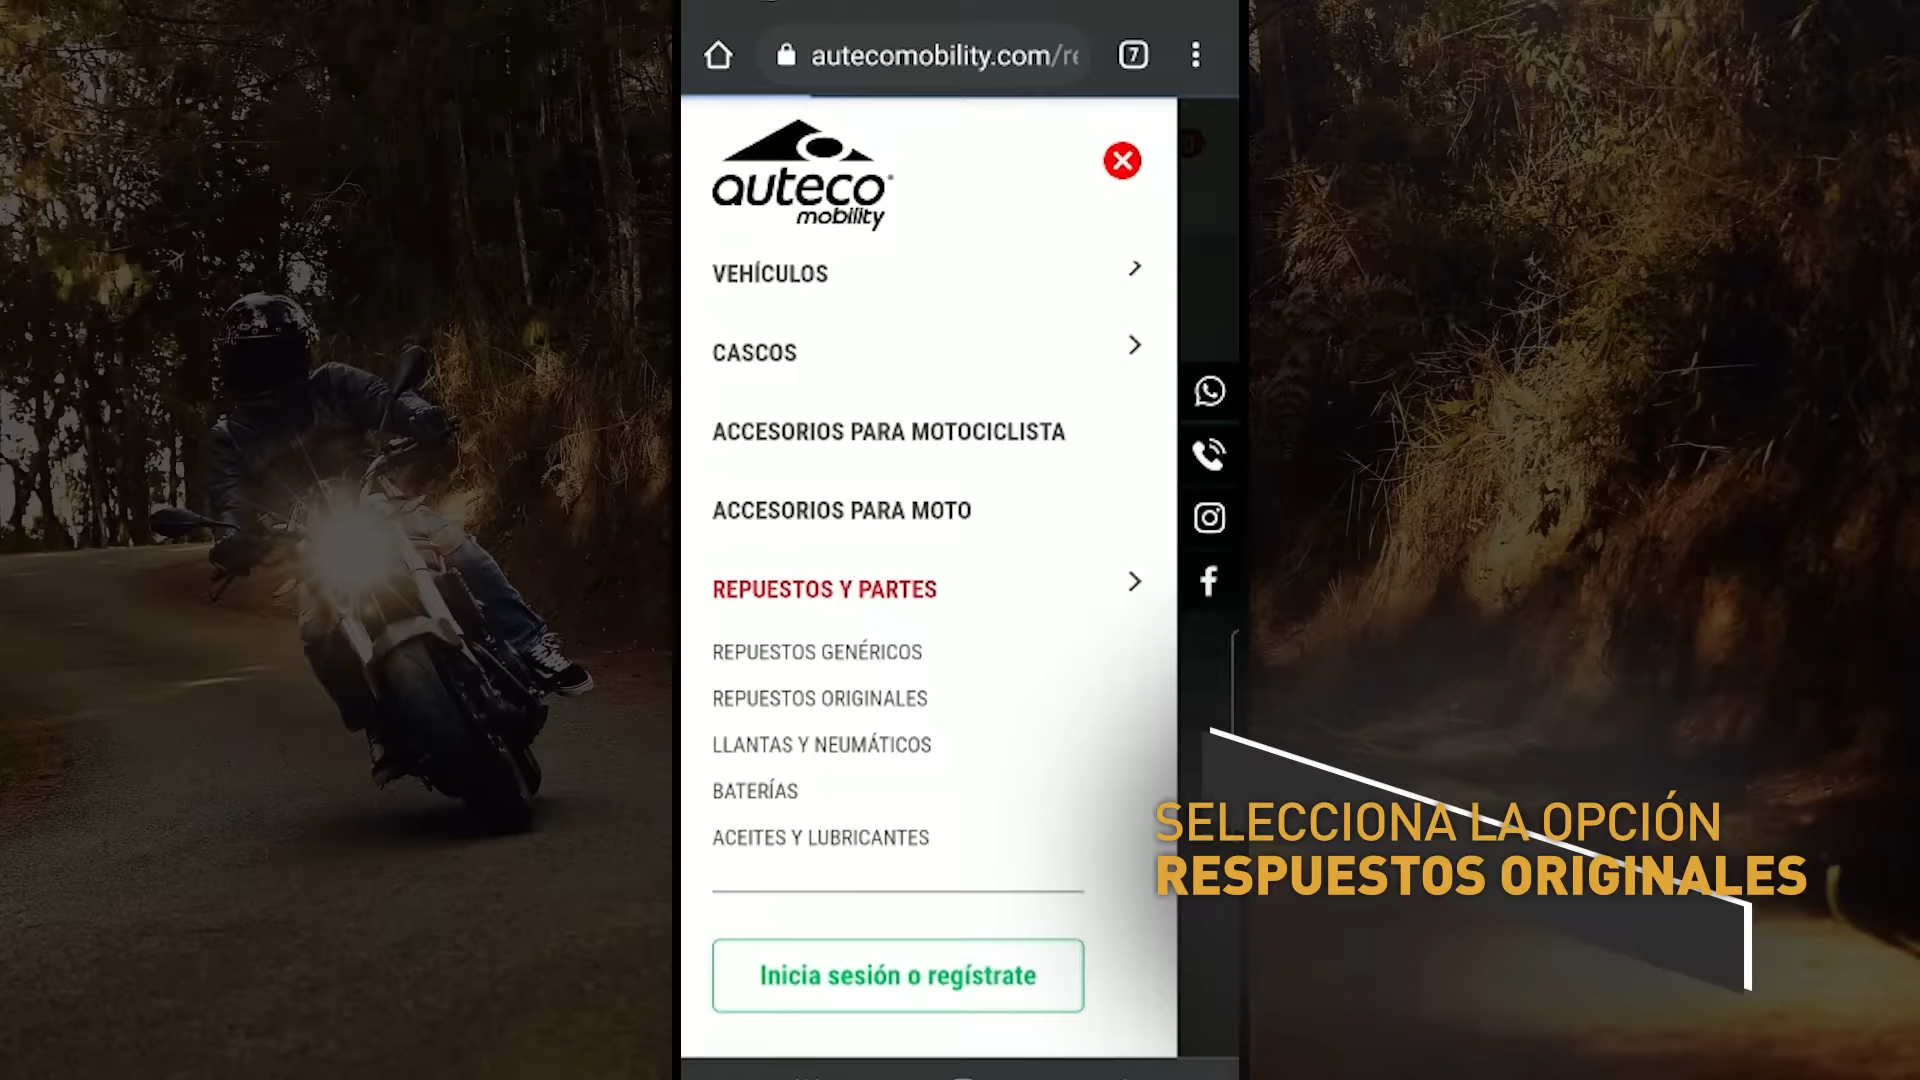 autecomobility.com/re
7
auteco
mobility
VEHÍCULOS
CASCOS
ACCESORIOS PARA MOTOCICLISTA
ACCESORIOS PARA MOTO
REPUESTOS Y PARTES
REPUESTOS GENÉRICOS
REPUESTOS ORIGINALES
LLANTAS Y NEUMÁTICOS
BATERÍAS
ACEITES Y LUBRICANTES
Inicia sesión o regístrate
SELECCIONA LA OPCIÓN
RESPUESTOS ORIGINALES